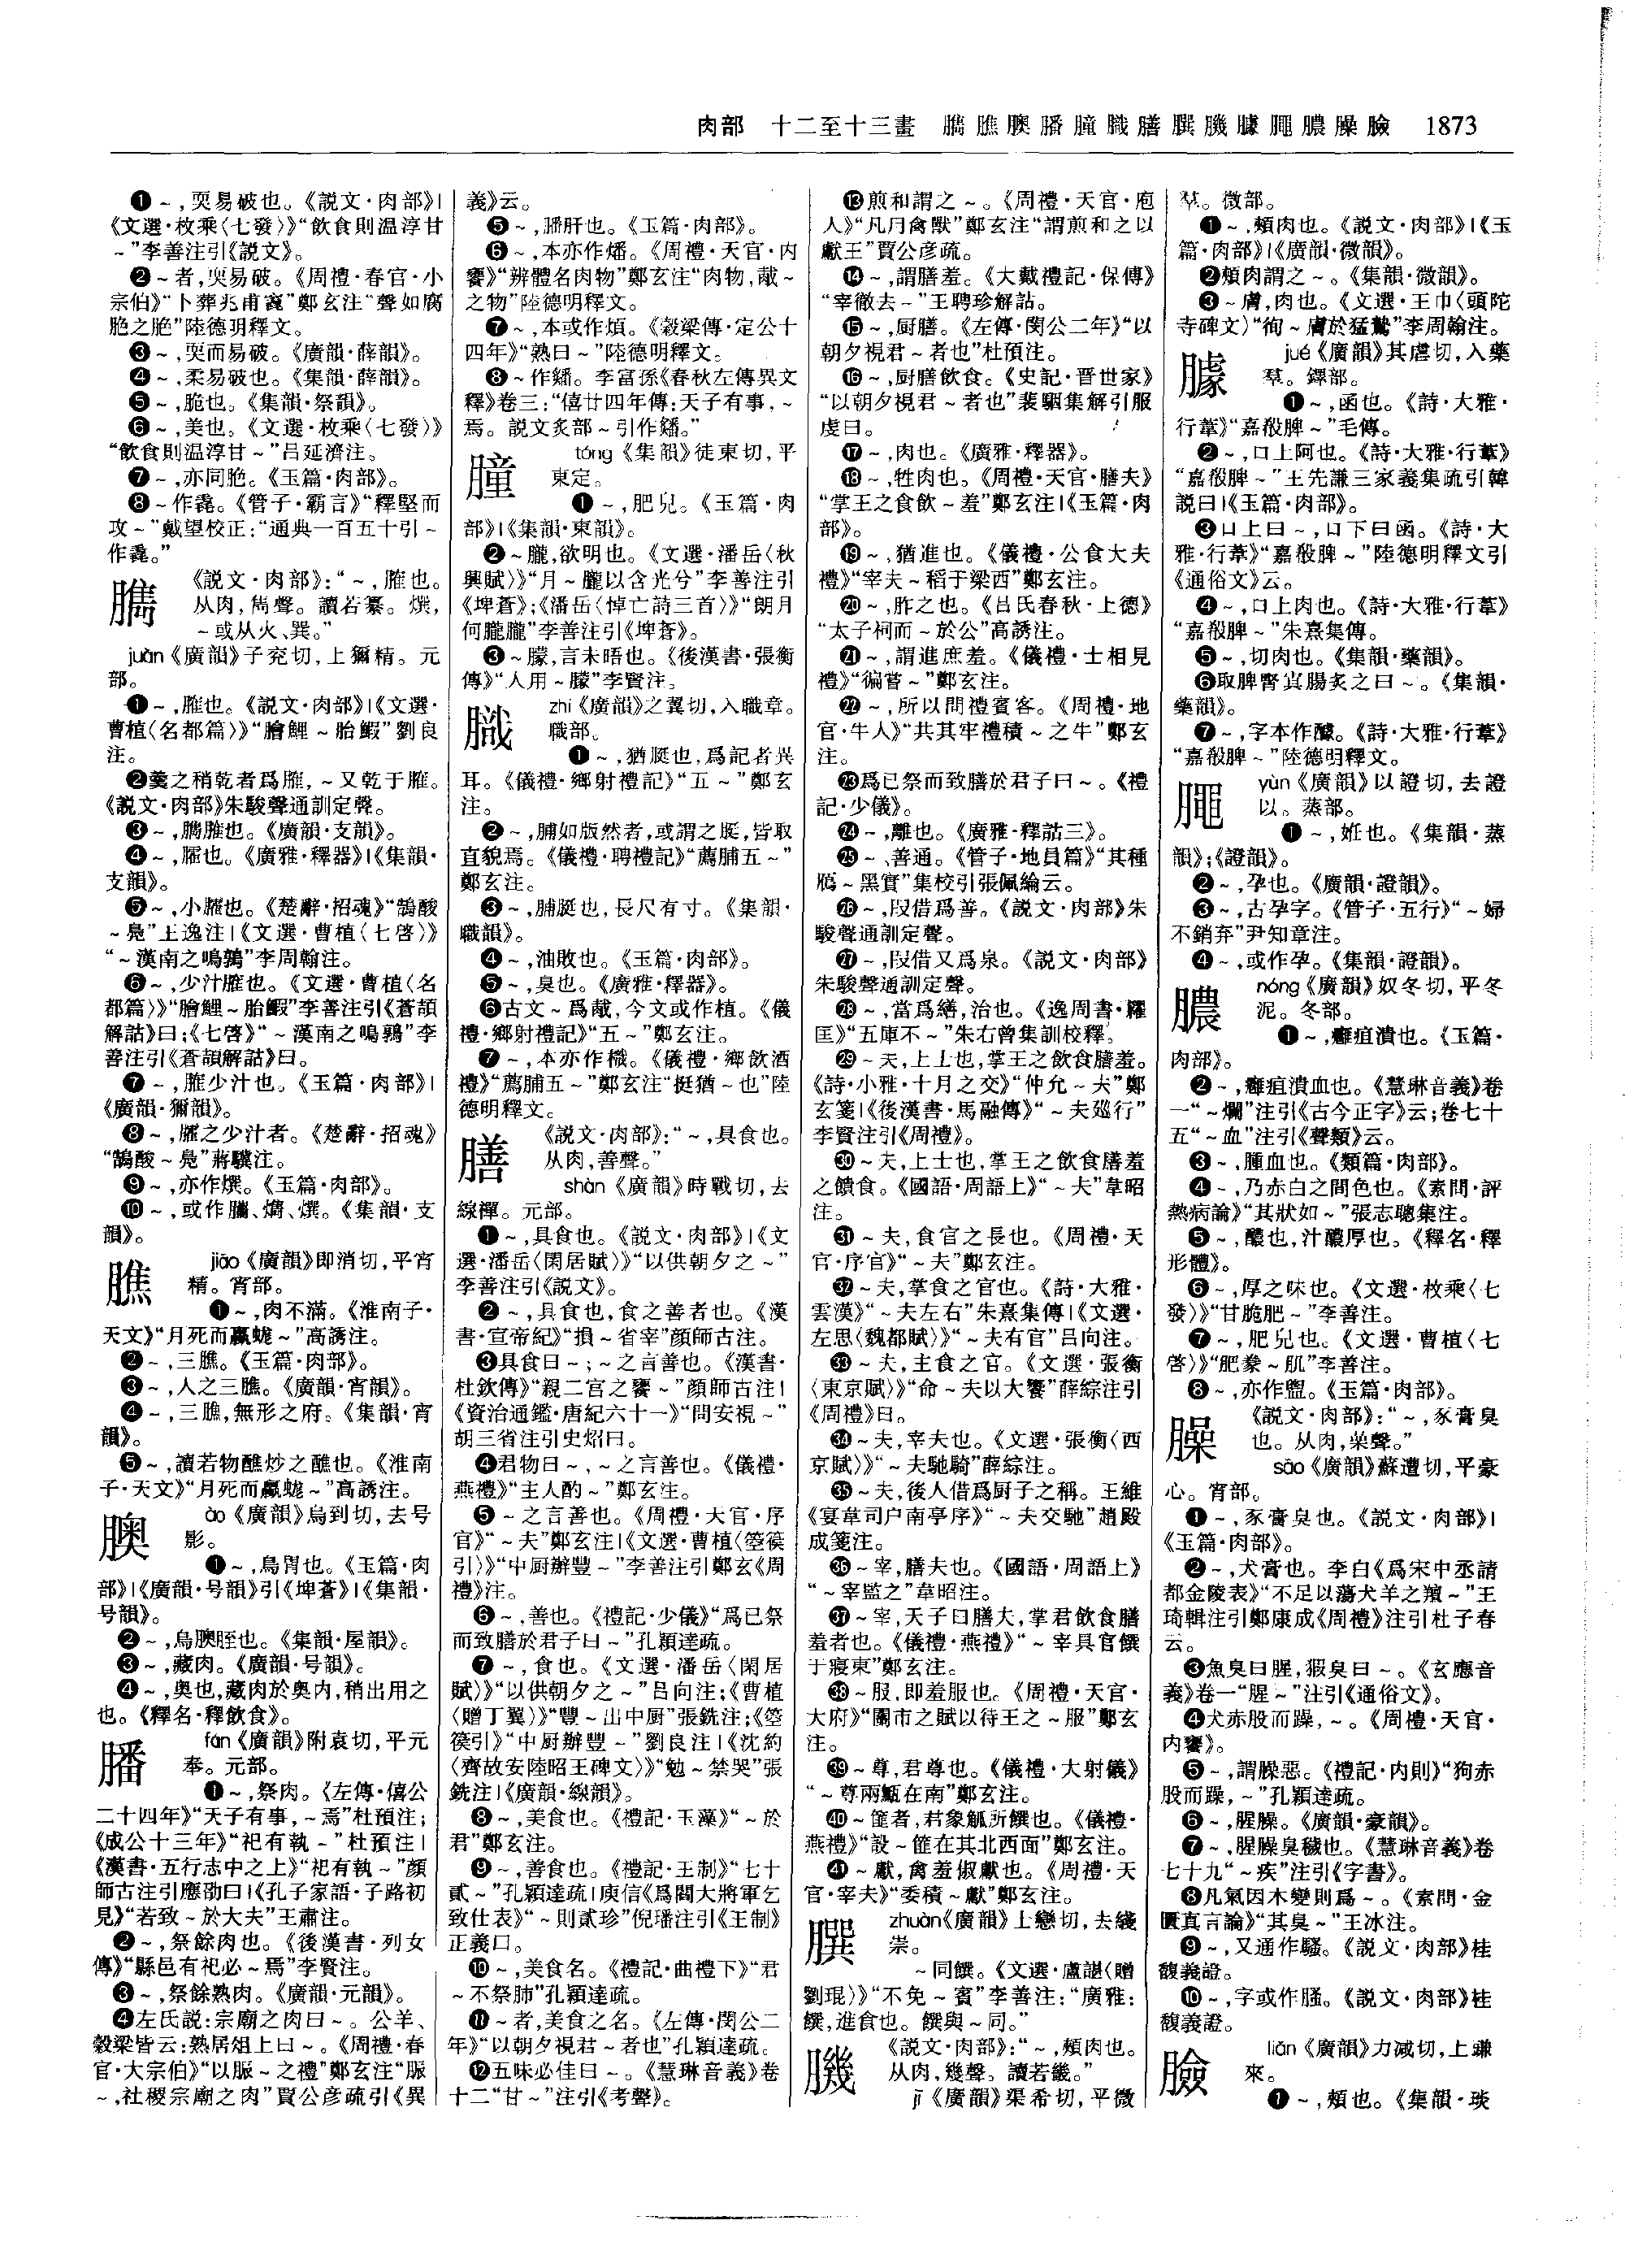 肉部　十二至十三畫　臇膲䐿膰膧膱膳膞膭臄䑏膿臊臉　1873
❶～,耎易破也。《説文·肉部》|
《文選·枚乘〈七發〉》“飲食則温淳甘
～”李善注引《説文》。
❷～者,耎易破。《周禮·春官·小
宗伯》“卜葬兆甫竁”鄭玄注“聲如腐
脃之脃”陸德明釋文。
❸～,耎而易破。《廣韻·薛韻》。
❹～,柔易破也。《集韻·薛韻》。
❺～,脆也。《集韻·祭韻》。
❻～,美也。《文選·枚乘〈七發〉》
“飲食則温淳甘～”吕延濟注。
❼～,亦同脃。《玉篇·肉部》。
❽～作毳。《管子·霸言》“釋堅而
攻～”戴望校正:“通典一百五十引～
作毳。”
臇
《説文·肉部》:“～,脽也。
从肉,雋聲。讀若纂。熼,
～或从火、巽。”
juàn《廣韻》子兖切,上獮精。元
部。
❶～,臛也。《説文·肉部》|《文選·
曹植〈名都篇〉》“膾鯉～胎鰕”劉良
注。
❷羹之稍乾者爲臛,～又乾于臛。
《説文·肉部》朱駿聲通訓定聲。
❸～,臇臛也。《廣韻·支韻》。
❹～,臛也。《廣雅·釋器》|《集韻·
支韻》。
❺～,小臛也。《楚辭·招魂》“鵠酸
～鳧”王逸注|《文選·曹植〈七啓〉》
“～漢南之鳴鶉”李周翰注。
❻～,少汁臛也。《文選·曹植〈名
都篇〉》“膾鯉～胎鰕”李善注引《蒼頡
解詁》曰;《七啓》“～漢南之鳴鶉”李
善注引《蒼頡解詁》曰。
❼～,臛少汁也。《玉篇·肉部》|
《廣韻·獮韻》。
❽～,臛之少汁者。《楚辭·招魂》
“鵠酸～鳧”蔣驥注。
❾～,亦作熼。《玉篇·肉部》。
❿～,或作䐪、燋、熼。《集韻·支
韻》。
膲
jiāo《廣韻》即消切,平宵
精。宵部。
❶～,肉不滿。《淮南子·
天文》“月死而蠃蛖～”高誘注。
❷～,三膲。《玉篇·肉部》。
❸～,人之三膲。《廣韻·宵韻》。
❹～,三膲,無形之府。《集韻·宵
韻》。
❺～,讀若物醮炒之醮也。《淮南
子·天文》“月死而蠃蛖～”高誘注。
䐿
ào《廣韻》烏到切,去号
影。
❶～,鳥胃也。《玉篇·肉
部》|《廣韻·号韻》引《埤蒼》|《集韻·
号韻》。
❷～,鳥䐿胵也。《集韻·屋韻》。
❸～,藏肉。《廣韻·号韻》。
❹～,奥也,藏肉於奥内,稍出用之
也。《釋名·釋飲食》。
膰
fán《廣韻》附袁切,平元
奉。元部。
❶～,祭肉。《左傳·僖公
二十四年》“天子有事,～焉”杜預注;
《成公十三年》“祀有執～”杜預注|
《漢書·五行志中之上》“祀有執～”顔
師古注引應劭曰|《孔子家語·子路初
見》“若致～於大夫”王肅注。
❷～,祭餘肉也。《後漢書·列女
傳》“縣邑有祀必～焉”李賢注。
❸～,祭餘熟肉。《廣韻·元韻》。
❹左氏説:宗廟之肉曰～。公羊、
穀梁皆云:熟居俎上曰～。《周禮·春
官·大宗伯》“以脤～之禮”鄭玄注“脤
～,社稷宗廟之肉”賈公彦疏引《異
義》云。
❺～,膰肝也。《玉篇·肉部》。
❻～,本亦作燔。《周禮·天官·内
饔》“辨體名肉物”鄭玄注“肉物,胾～
之物”陸德明釋文。
❼～,本或作煩。《穀梁傳·定公十
四年》“熟曰～”陸德明釋文。
❽～作繙。李富孫《春秋左傳異文
釋》卷三:“僖廿四年傳:天子有事,～
焉。説文炙部～引作繙。”
膧
tóng《集韻》徒東切,平
東定。
❶～,肥皃。《玉篇·肉
部》|《集韻·東韻》。
❷～朧,欲明也。《文選·潘岳〈秋
興賦〉》“月～朧以含光兮”李善注引
《埤蒼》;《潘岳〈悼亡詩三首〉》“朗月
何朧朧”李善注引《埤蒼》。
❸～朦,言未晤也。《後漢書·張衡
傳》“人用～朦”李賢注。
膱
zhí《廣韻》之翼切,入職章。
職部。
❶～,猶脡也,爲記者異
耳。《儀禮·鄉射禮記》“五～”鄭玄
注。
❷～,脯如版然者,或謂之脡,皆取
直貌焉。《儀禮·聘禮記》“薦脯五～”
鄭玄注。
❸～,脯脡也,長尺有寸。《集韻·
職韻》。
❹～,油敗也。《玉篇·肉部》。
❺～,臭也。《廣雅·釋器》。
❻古文～爲胾,今文或作植。《儀
禮·鄉射禮記》“五～”鄭玄注。
❼～,本亦作樴。《儀禮·鄉飲酒
禮》“薦脯五～”鄭玄注“挺猶～也”陸
德明釋文。
膳
《説文·肉部》:“～,具食也。
从肉,善聲。”
shàn《廣韻》時戰切,去
線禪。元部。
❶～,具食也。《説文·肉部》|《文
選·潘岳〈閑居賦〉》“以供朝夕之～”
李善注引《説文》。
❷～,具食也,食之善者也。《漢
書·宣帝紀》“損～省宰”顔師古注。
❸具食曰～;～之言善也。《漢書·
杜欽傳》“親二宫之饔～”顔師古注|
《資治通鑑·唐紀六十一》“問安視～”
胡三省注引史炤曰。
❹君物曰～,～之言善也。《儀禮·
燕禮》“主人酌～”鄭玄注。
❺～之言善也。《周禮·天官·序
官》“～夫”鄭玄注|《文選·曹植〈箜篌
引〉》“中厨辦豐～”李善注引鄭玄《周
禮》注。
❻～,善也。《禮記·少儀》“爲已祭
而致膳於君子曰～”孔穎達疏。
❼～,食也。《文選·潘岳〈閑居
賦〉》“以供朝夕之～”吕向注;《曹植
〈贈丁翼〉》“豐～出中厨”張銑注;《箜
篌引》“中厨辦豐～”劉良注|《沈約
〈齊故安陸昭王碑文〉》“勉～禁哭”張
銑注|《廣韻·線韻》。
❽～,美食也。《禮記·玉藻》“～於
君”鄭玄注。
❾～,善食也。《禮記·王制》“七十
貳～”孔穎達疏|庾信《爲閻大將軍乞
致仕表》“～則貳珍”倪璠注引《王制》
正義曰。
❿～,美食名。《禮記·曲禮下》“君
～不祭肺”孔穎達疏。
⓫～者,美食之名。《左傳·閔公二
年》“以朝夕視君～者也”孔穎達疏。
⓬五味必佳曰～。《慧琳音義》卷
十二“甘～”注引《考聲》。
⓭煎和謂之～。《周禮·天官·庖
人》“凡用禽獸”鄭玄注“謂煎和之以
獻王”賈公彦疏。
⓮～,謂膳羞。《大戴禮記·保傅》
“宰徹去～”王聘珍解詁。
⓯～,厨膳。《左傳·閔公二年》“以
朝夕視君～者也”杜預注。
⓰～,厨膳飲食。《史記·晋世家》
“以朝夕視君～者也”裴駰集解引服
虔曰。
⓱～,肉也。《廣雅·釋器》。
⓲～,牲肉也。《周禮·天官·膳夫》
“掌王之食飲～羞”鄭玄注|《玉篇·肉
部》。
⓳～,猶進也。《儀禮·公食大夫
禮》“宰夫～稻于梁西”鄭玄注。
⓴～,胙之也。《吕氏春秋·上德》
“太子祠而～於公”高誘注。
㉑～,謂進庶羞。《儀禮·士相見
禮》“徧嘗～”鄭玄注。
㉒～,所以間禮賓客。《周禮·地
官·牛人》“共其牢禮積～之牛”鄭玄
注。
㉓爲已祭而致膳於君子曰～。《禮
記·少儀》。
㉔～,離也。《廣雅·釋詁三》。
㉕～、善通。《管子·地員篇》“其種
鴈～黑實”集校引張佩綸云。
㉖～,叚借爲善。《説文·肉部》朱
駿聲通訓定聲。
㉗～,叚借又爲泉。《説文·肉部》
朱駿聲通訓定聲。
㉘～,當爲繕,治也。《逸周書·糴
匡》“五庫不～”朱右曾集訓校釋。
㉙～夫,上士也,掌王之飲食膳羞。
《詩·小雅·十月之交》“仲允～夫”鄭
玄箋|《後漢書·馬融傳》“～夫巡行”
李賢注引《周禮》。
㉚～夫,上士也,掌王之飲食膳羞
之饋食。《國語·周語上》“～夫”韋昭
注。
㉛～夫,食官之長也。《周禮·天
官·序官》“～夫”鄭玄注。
㉜～夫,掌食之官也。《詩·大雅·
雲漢》“～夫左右”朱熹集傳|《文選·
左思〈魏都賦〉》“～夫有官”吕向注。
㉝～夫,主食之官。《文選·張衡
〈東京賦〉》“命～夫以大饗”薛綜注引
《周禮》曰。
㉞～夫,宰夫也。《文選·張衡〈西
京賦〉》“～夫馳騎”薛綜注。
㉟～夫,後人借爲厨子之稱。王維
《宴韋司户南亭序》“～夫交馳”趙殿
成箋注。
㊱～宰,膳夫也。《國語·周語上》
“～宰監之”韋昭注。
㊲～宰,天子曰膳夫,掌君飲食膳
羞者也。《儀禮·燕禮》“～宰具官饌
于寢東”鄭玄注。
㊳～服,即羞服也。《周禮·天官·
大府》“關市之賦以待王之～服”鄭玄
注。
㊴～尊,君尊也。《儀禮·大射儀》
“～尊兩甒在南”鄭玄注。
㊵～篚者,君象觚所饌也。《儀禮·
燕禮》“設～篚在其北西面”鄭玄注。
㊶～獻,禽羞俶獻也。《周禮·天
官·宰夫》“委積～獻”鄭玄注。
zhuàn《廣韻》士戀切,去綫
崇。
～同饌。《文選·盧諶〈贈
劉琨〉》“不免～賓”李善注:“廣雅:
饌,進食也。饌與～同。”
《説文·肉部》:“～,頰肉也。
从肉,幾聲。讀若畿。”
jī《廣韻》渠希切,平微
羣。微部。
❶～,頰肉也。《説文·肉部》|《玉
篇·肉部》|《廣韻·微韻》。
❷頰肉謂之～。《集韻·微韻》。
❸～膚,肉也。《文選·王巾〈頭陀
寺碑文〉》“徇～膚於猛鷙”李周翰注。
臄
jué《廣韻》其虐切,入藥
羣。鐸部。
❶～,函也。《詩·大雅·
行葦》“嘉殽脾～”毛傳。
❷～,口上阿也。《詩·大雅·行葦》
“嘉殽脾～”王先謙三家義集疏引韓
説曰|《玉篇·肉部》。
❸口上曰～,口下曰函。《詩·大
雅·行葦》“嘉殽脾～”陸德明釋文引
《通俗文》云。
❹～,口上肉也。《詩·大雅·行葦》
“嘉殽脾～”朱熹集傳。
❺～,切肉也。《集韻·藥韻》。
❻取脾腎實腸炙之曰～。《集韻·
藥韻》。
❼～,字本作醵。《詩·大雅·行葦》
“嘉殽脾～”陸德明釋文。
yùn《廣韻》以證切,去證
以。蒸部。
❶～,妊也。《集韻·蒸
韻》;《證韻》。
❷～,孕也。《廣韻·證韻》。
❸～,古孕字。《管子·五行》“～婦
不銷弃”尹知章注。
❹～,或作孕。《集韻·證韻》。
膿
nóng《廣韻》奴冬切,平冬
泥。冬部。
❶～,癰疽潰也。《玉篇·
肉部》。
❷～,癰疽潰血也。《慧琳音義》卷
一“～爛”注引《古今正字》云;卷七十
五“～血”注引《聲類》云。
❸～,腫血也。《類篇·肉部》。
❹～,乃赤白之間色也。《素問·評
熱病論》“其狀如～”張志聰集注。
❺～,醲也,汁醲厚也。《釋名·釋
形體》。
❻～,厚之味也。《文選·枚乘〈七
發〉》“甘脆肥～”李善注。
❼～,肥皃也。《文選·曹植〈七
啓〉》“肥豢～肌”李善注。
❽～,亦作盥。《玉篇·肉部》。
臊
《説文·肉部》:“～,豕膏臭
也。从肉,喿聲。”
sāo《廣韻》蘇遭切,平豪
心。宵部。
❶～,豕膏臭也。《説文·肉部》|
《玉篇·肉部》。
❷～,犬膏也。李白《爲宋中丞請
都金陵表》“不足以蕩犬羊之羶～”王
琦輯注引鄭康成《周禮》注引杜子春
云。
❸魚臭曰腥,豭臭曰～。《玄應音
義》卷一“腥～”注引《通俗文》。
❹犬赤股而躁,～。《周禮·天官·
内饔》。
❺～,謂臊惡。《禮記·内則》“狗赤
股而躁,～”孔穎達疏。
❻～,腥臊。《廣韻·豪韻》。
❼～,腥臊臭穢也。《慧琳音義》卷
七十九“～疾”注引《字書》。
❽凡氣因木變則爲～。《素問·金
匱真言論》“其臭～”王冰注。
❾～,又通作騷。《説文·肉部》桂
馥義證。
❿～,字或作膆。《説文·肉部》桂
馥義證。
臉
liǎn《廣韻》力减切,上豏
來。
❶～,頰也。《集韻·琰